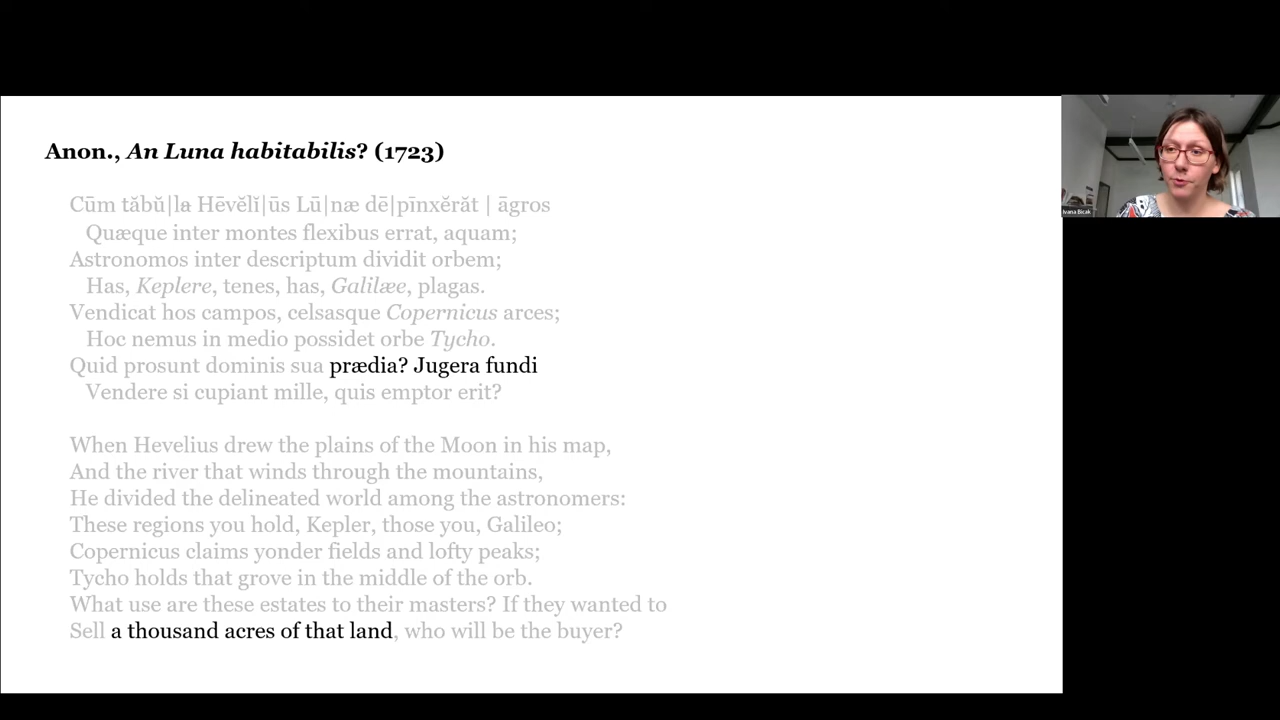 Anon., An Luna habitabilis? (1723)
Cūm tăbŭ|la Hēvĕlĭ|ūs Lū|næ dē|pīnxĕrăt | āgros
Quæque inter montes flexibus errat, aquam;
Astronomos inter descriptum dividit orbem;
Has, Keplere, tenes, has, Galilæe, plagas.
Vendicat hos campos, celsasque Copernicus arces;
Hoc nemus in medio possidet orbe Tycho.
Quid prosunt dominis sua prædia? Jugera fundi
Vendere si cupiant mille, quis emptor erit?
When Hevelius drew the plains of the Moon in his map,
And the river that winds through the mountains,
He divided the delineated world among the astronomers:
These regions you hold, Kepler, those you, Galileo;
Copernicus claims yonder fields and lofty peaks;
Tycho holds that grove in the middle of the orb.
What use are these estates to their masters? If they wanted to
Sell a thousand acres of that land, who will be the buyer?
Ivana Bicak